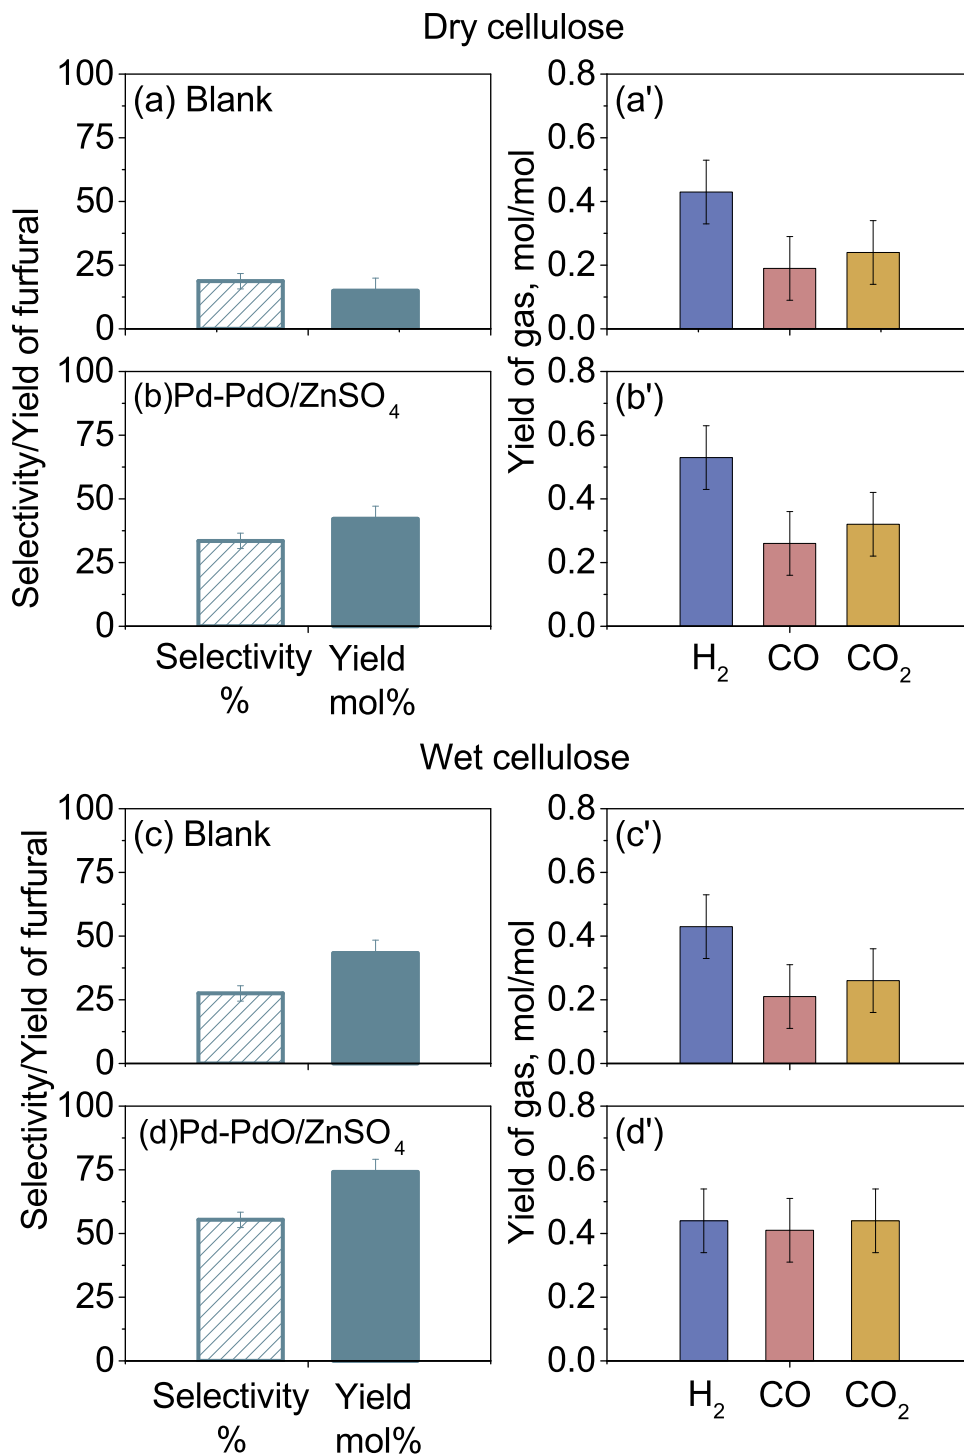 Dry cellulose
Selectivity/Yield of furfural
100
75
50
25
0
(a) Blank
Yield of gas, mol/mol
0.8
0.6
0.4
0.2
0.0
(a')
100
75
50
25
0
(b)Pd-PdO/ZnSO₄
Selectivity %
Yield mol%
0.8
0.6
0.4
0.2
0.0
(b')
H₂ CO CO₂
Wet cellulose
Selectivity/Yield of furfural
100
75
50
25
0
(c) Blank
Yield of gas, mol/mol
0.8
0.6
0.4
0.2
0.0
(c')
100
75
50
25
0
(d)Pd-PdO/ZnSO₄
Selectivity %
Yield mol%
0.8
0.6
0.4
0.2
0.0
(d')
H₂ CO CO₂